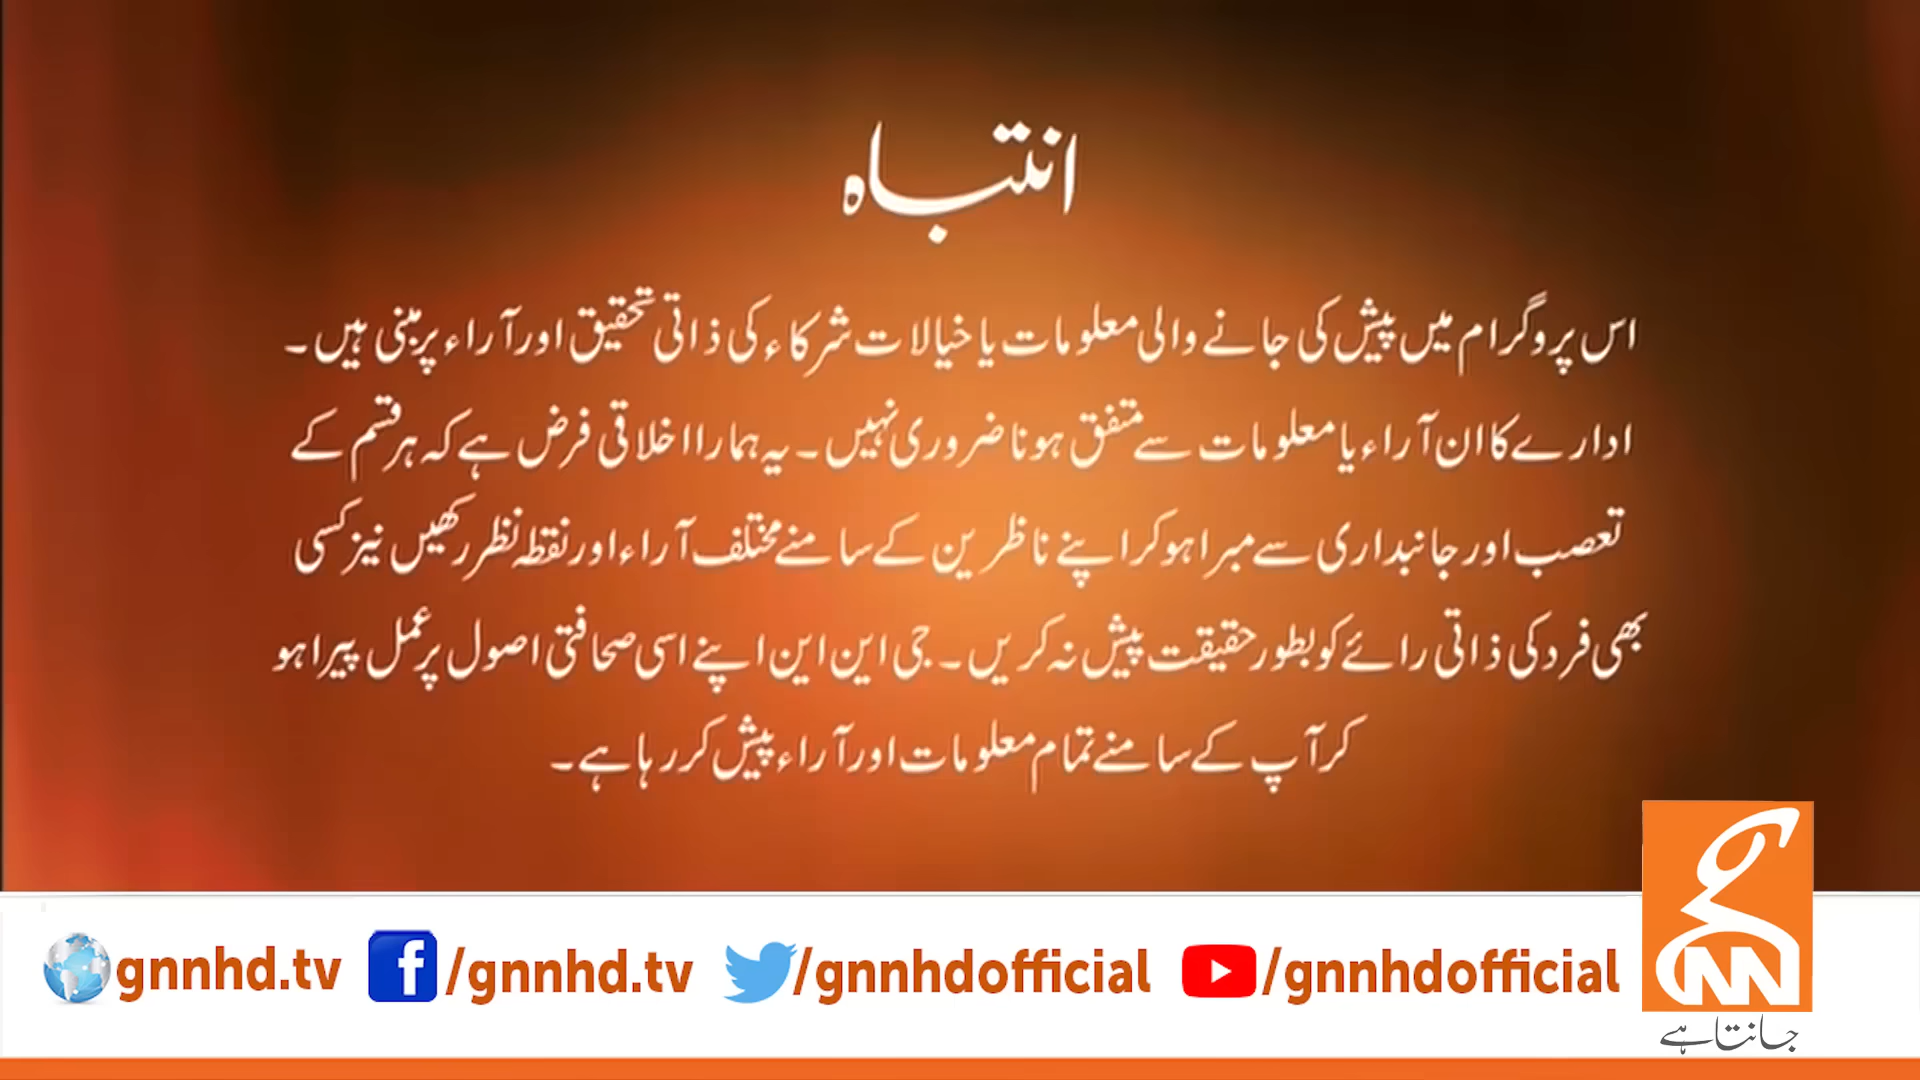 انتباہ
اس پروگرام میں پیش کی جانے والی معلومات یا خیالات شرکاء کی ذاتی تحقیق اور آراء پر مبنی ہیں۔
ادارے کا ان آراء یا معلومات سے متفق ہونا ضروری نہیں۔ یہ ہمارا اخلاقی فرض ہے کہ ہر قسم کے
تعصب اور جانبداری سے مبرا ہو کر اپنے ناظرین کے سامنے مختلف آراء اور نقطہ نظر رکھیں نیز کسی
بھی فرد کی ذاتی رائے کو بطور حقیقت پیش نہ کریں۔ جی این این اپنے اسی صحافتی اصول پر عمل پیرا ہو
کر آپ کے سامنے تمام معلومات اور آراء پیش کر رہا ہے۔
gnnhd.tv /gnnhd.tv /gnnhdofficial /gnnhdofficial
GNN
جانتا ہے